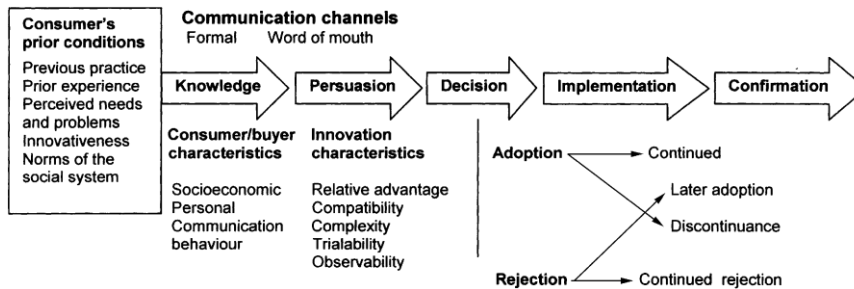 Consumer's
prior conditions
Previous practice
Prior experience
Perceived needs
and problems
Innovativeness
Norms of the
social system
Communication channels
Formal Word of mouth
Knowledge
Persuasion
Decision
Implementation
Confirmation
Consumer/buyer
characteristics
Socioeconomic
Personal
Communication
behaviour
Innovation
characteristics
Relative advantage
Compatibility
Complexity
Trialability
Observability
Adoption
Continued
Later adoption
Discontinuance
Rejection
Continued rejection